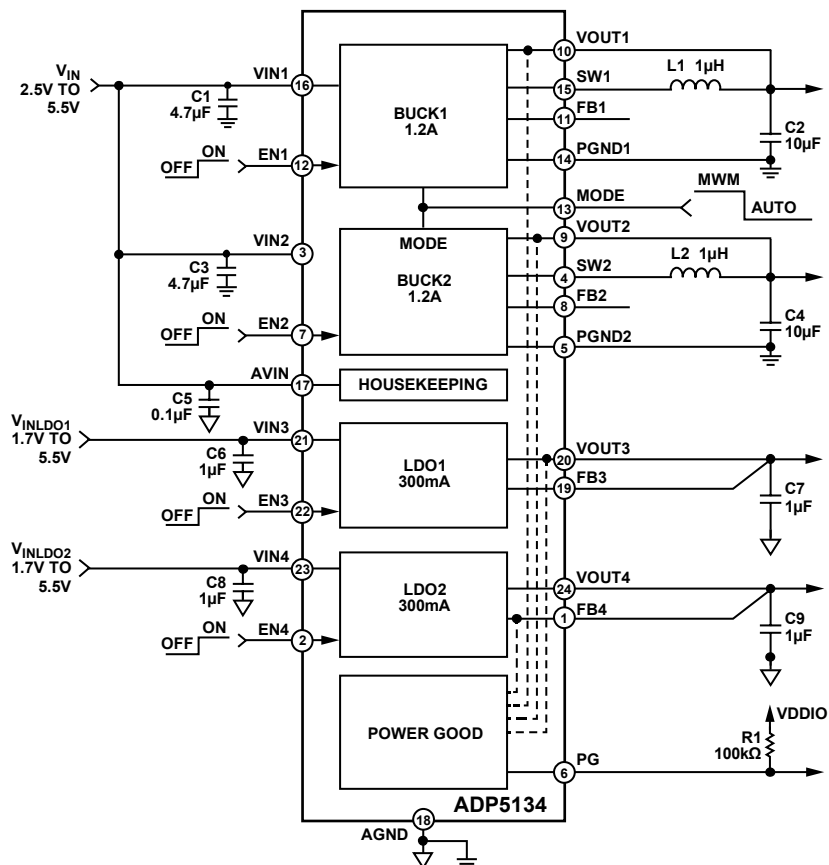 V_IN
2.5V TO
5.5V
C1
4.7µF
VIN1
16
OFF
ON
EN1
12
BUCK1
1.2A
10
VOUT1
15
SW1
L1 1µH
11
FB1
14
PGND1
C2
10µF
13
MODE
MWM
AUTO
VIN2
3
C3
4.7µF
OFF
ON
EN2
7
MODE
BUCK2
1.2A
9
VOUT2
4
SW2
L2 1µH
8
FB2
5
PGND2
C4
10µF
AVIN
17
C5
0.1µF
HOUSEKEEPING
V_INLDO1
1.7V TO
5.5V
VIN3
21
C6
1µF
OFF
ON
EN3
22
LDO1
300mA
20
VOUT3
19
FB3
C7
1µF
V_INLDO2
1.7V TO
5.5V
VIN4
23
C8
1µF
OFF
ON
EN4
2
LDO2
300mA
24
VOUT4
1
FB4
C9
1µF
POWER GOOD
6
PG
VDDIO
R1
100kΩ
ADP5134
18
AGND